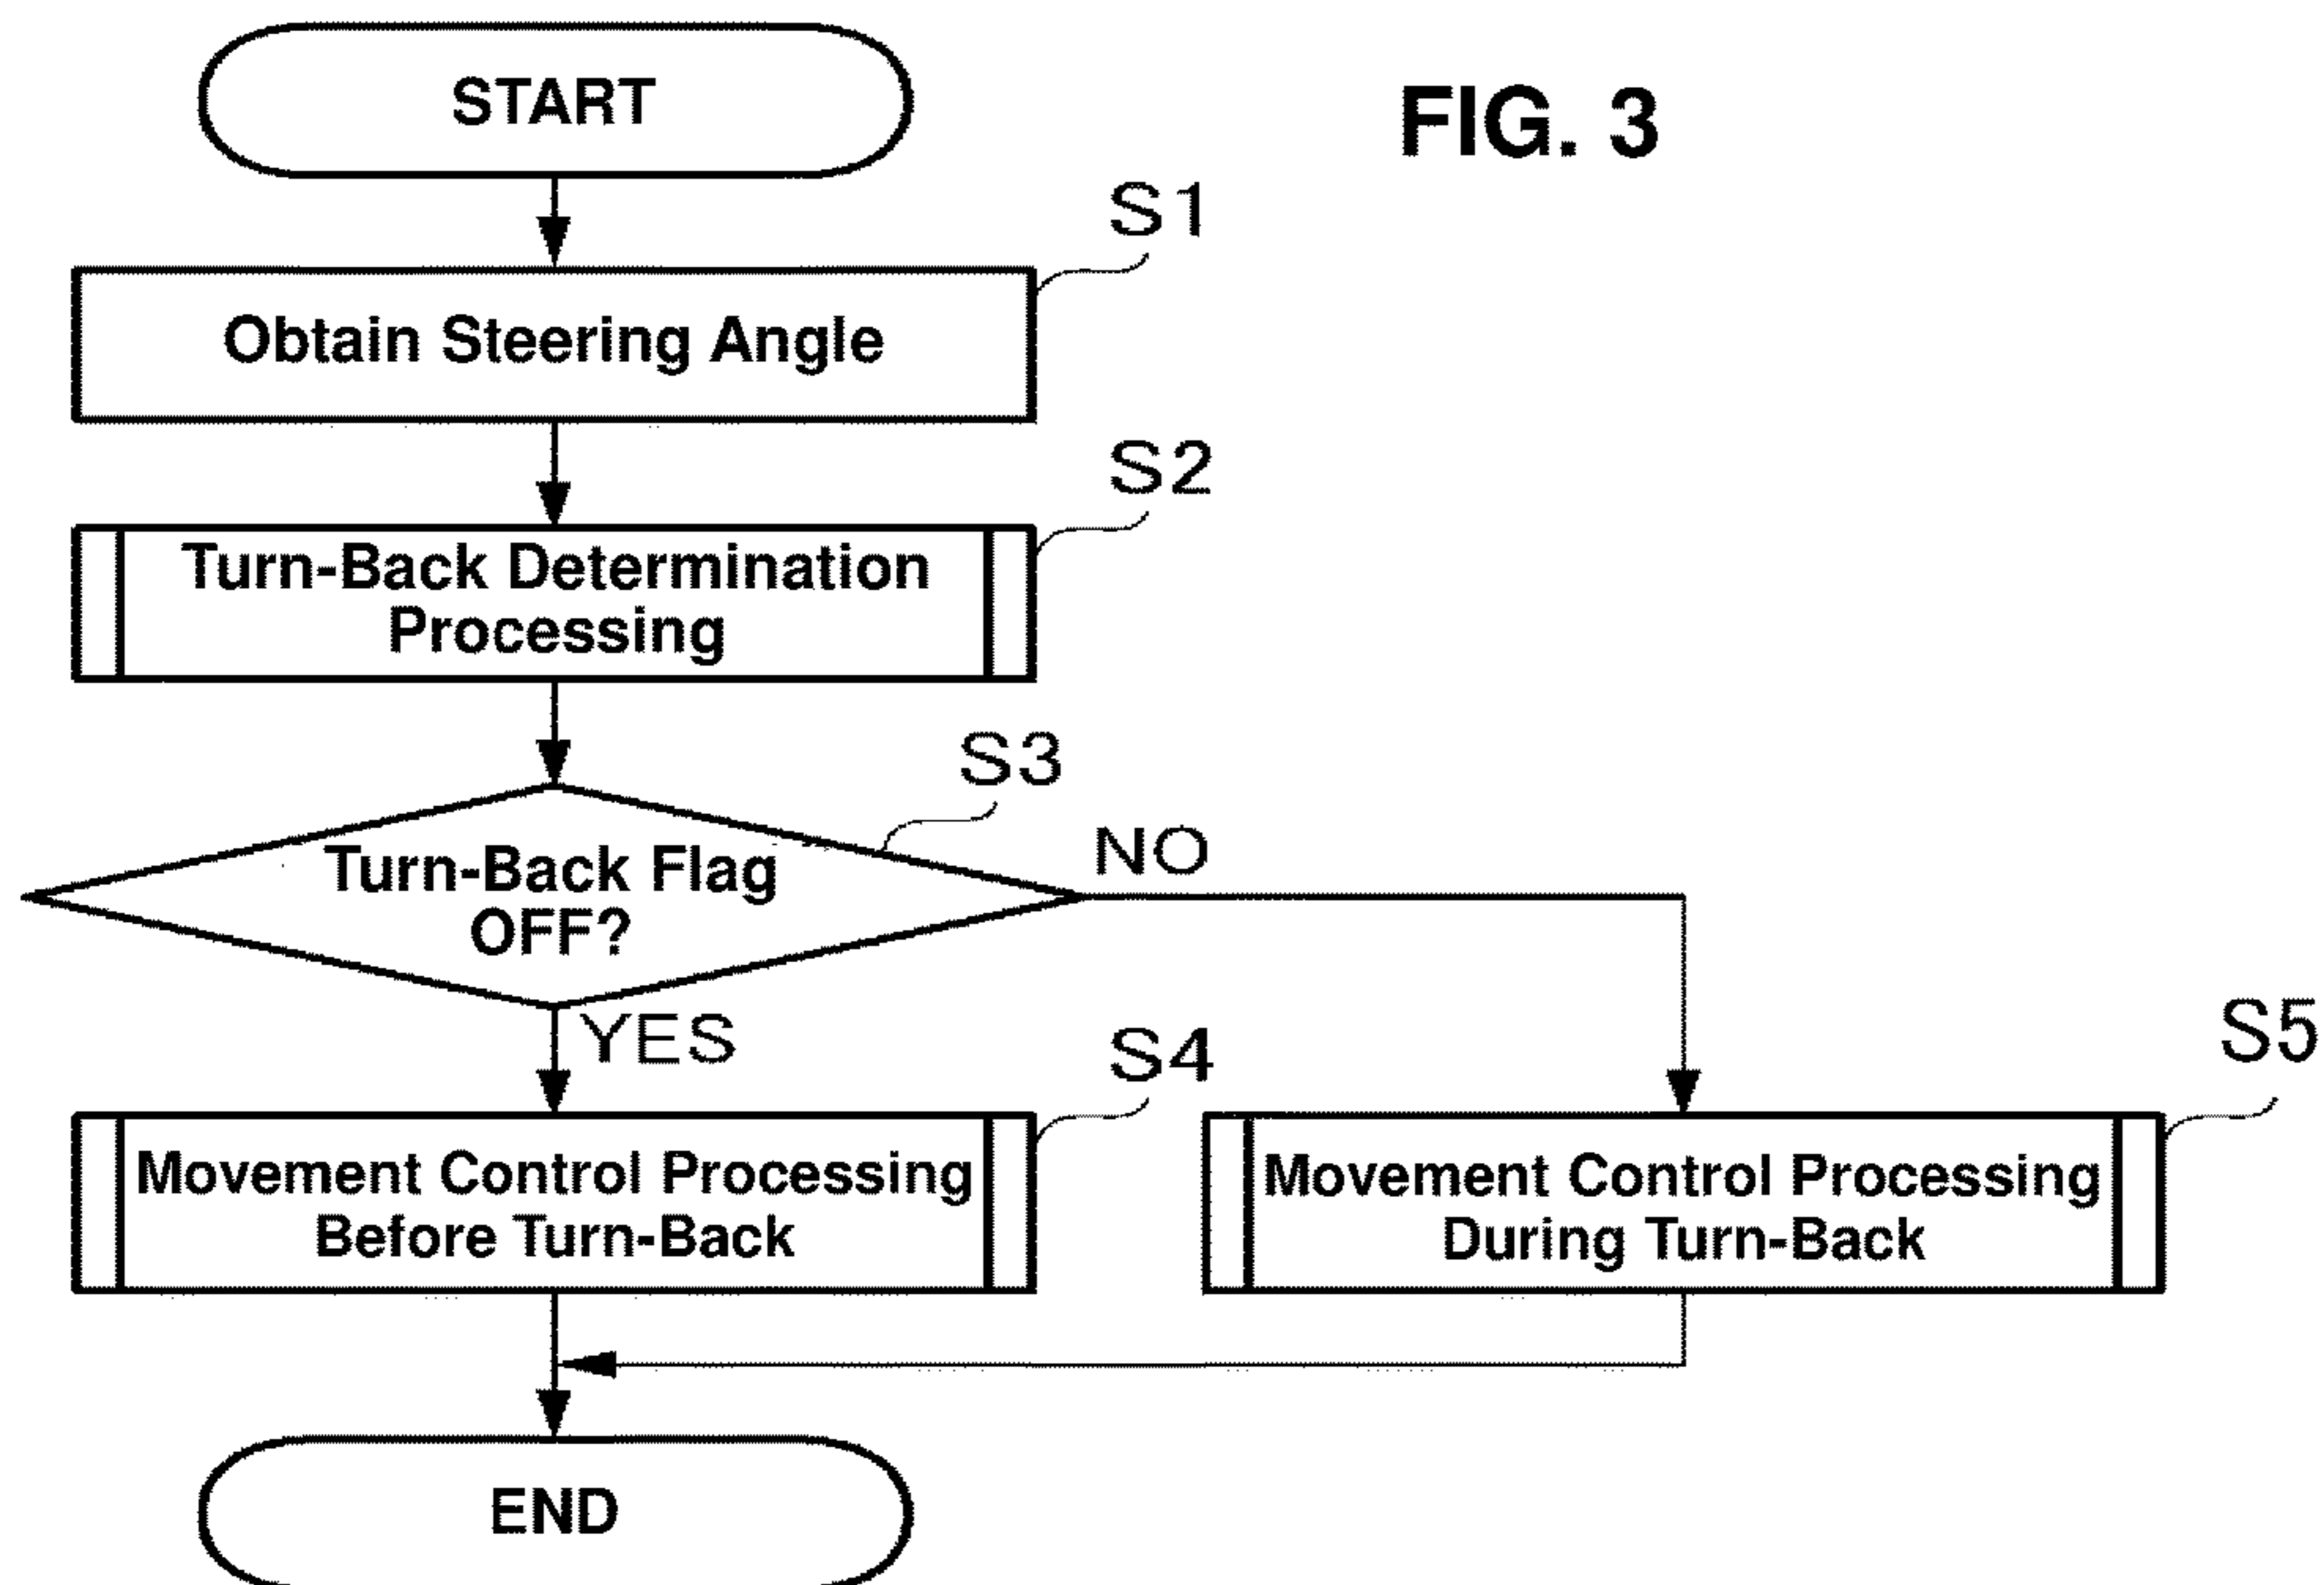 START
FIG. 3
S1
Obtain Steering Angle
S2
Turn-Back Determination
Processing
S3
Turn-Back Flag
OFF?
NO
YES
S4
Movement Control Processing
Before Turn-Back
S5
Movement Control Processing
During Turn-Back
END